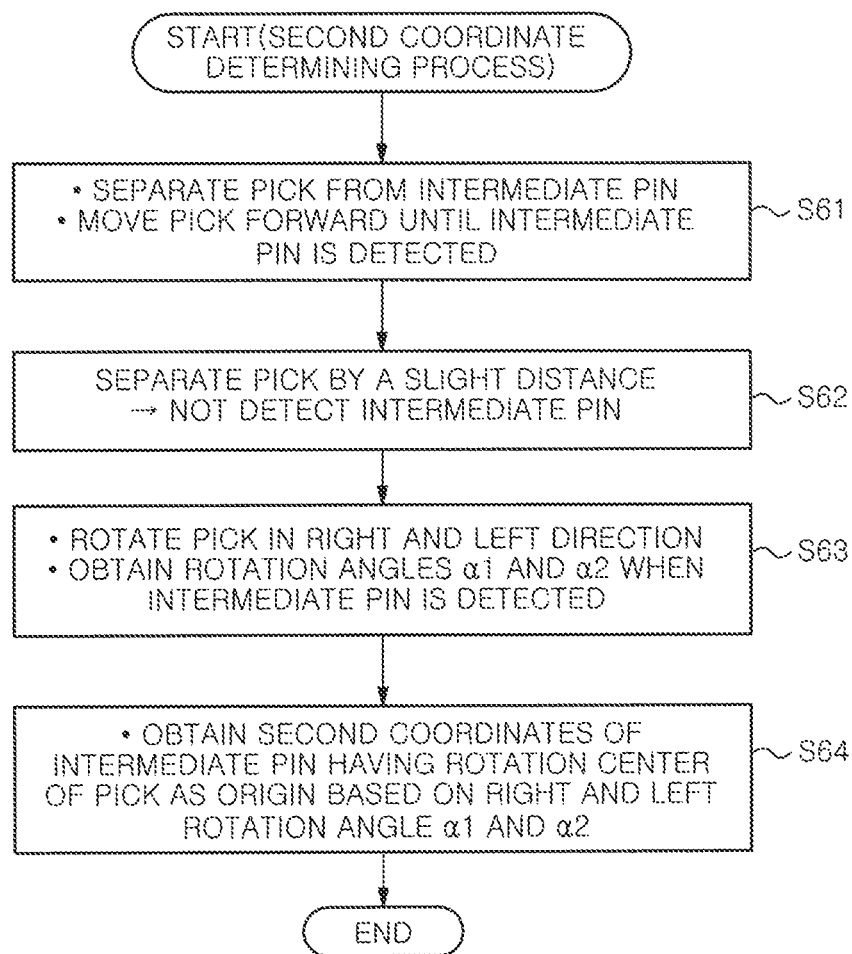 START(SECOND COORDINATE
DETERMINING PROCESS)
• SEPARATE PICK FROM INTERMEDIATE PIN
• MOVE PICK FORWARD UNTIL INTERMEDIATE
PIN IS DETECTED
S61
SEPARATE PICK BY A SLIGHT DISTANCE
→ NOT DETECT INTERMEDIATE PIN
S62
• ROTATE PICK IN RIGHT AND LEFT DIRECTION
• OBTAIN ROTATION ANGLES α1 AND α2 WHEN
INTERMEDIATE PIN IS DETECTED
S63
• OBTAIN SECOND COORDINATES OF
INTERMEDIATE PIN HAVING ROTATION CENTER
OF PICK AS ORIGIN BASED ON RIGHT AND LEFT
ROTATION ANGLE α1 AND α2
S64
END